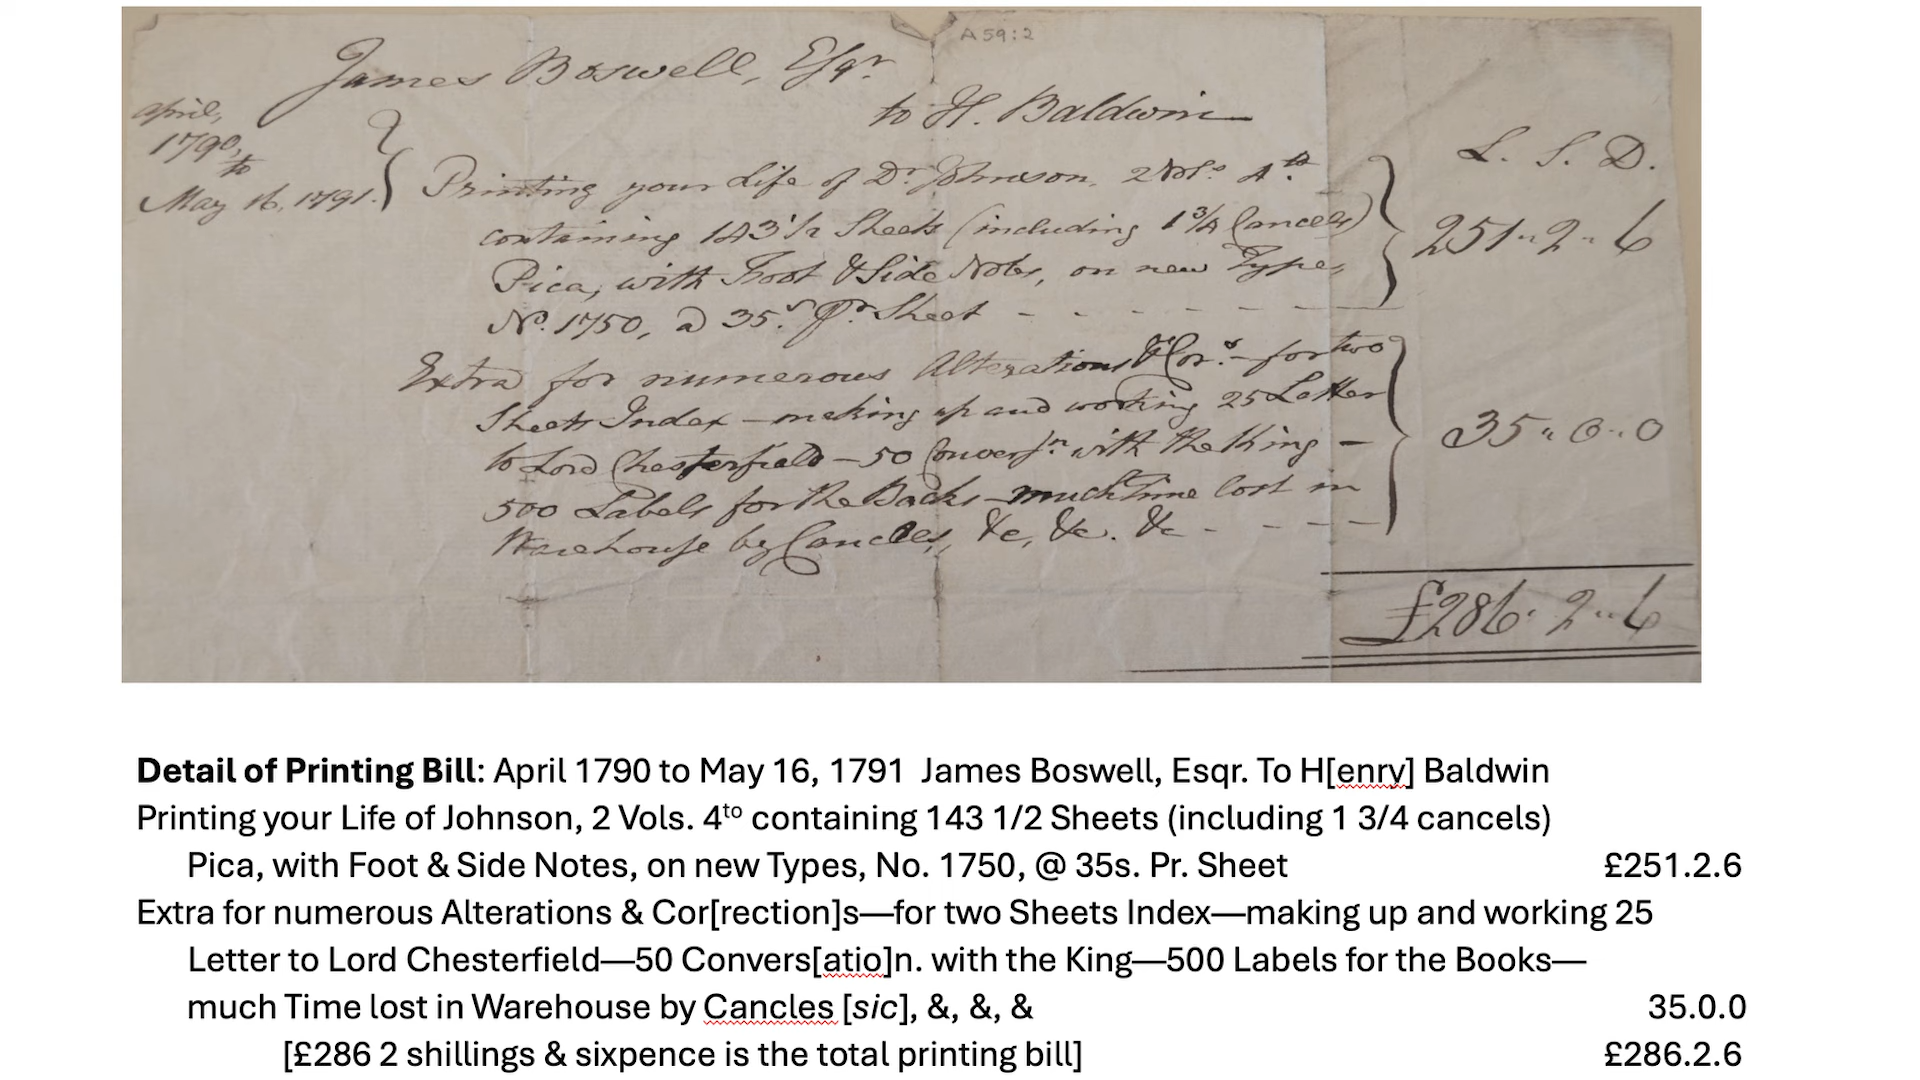 A59:2
James Boswell, Esqr.
to H. Baldwin
April,
1790,
to
May 16, 1791.
L. S. D.
Printing your Life of Dr. Johnson, 2 Vols. 4to.
containing 143 1/2 Sheets (including 1 3/4 Cancels)
Pica, with Foot & Side Notes, on new Types,
No. 1750, @ 35s. Pr. Sheet - - - - - - - -
251 " 2 " 6
Extra for numerous Alterations & Cors. – for two
Sheets Index – making up and working 25 Letter
to Lord Chesterfield – 50 Conversn. with the King –
500 Labels for the Backs – much Time lost in
Warehouse by Cancles, &c, &c. &c - - - -
35 " 0 " 0
£286 " 2 " 6
Detail of Printing Bill: April 1790 to May 16, 1791 James Boswell, Esqr. To H[enry] Baldwin
Printing your Life of Johnson, 2 Vols. 4to containing 143 1/2 Sheets (including 1 3/4 cancels)
Pica, with Foot & Side Notes, on new Types, No. 1750, @ 35s. Pr. Sheet £251.2.6
Extra for numerous Alterations & Cor[rection]s—for two Sheets Index—making up and working 25
Letter to Lord Chesterfield—50 Convers[atio]n. with the King—500 Labels for the Books—
much Time lost in Warehouse by Cancles [sic], &, &, & 35.0.0
[£286 2 shillings & sixpence is the total printing bill] £286.2.6